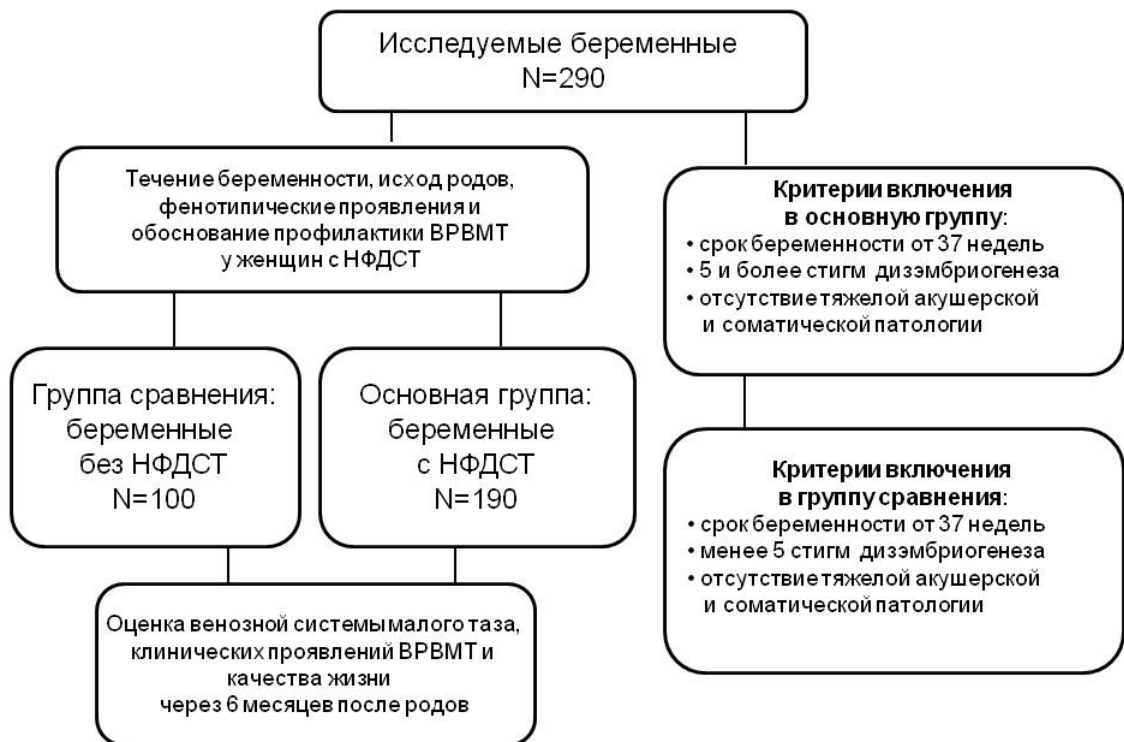 Исследуемые беременные
N=290
Течение беременности, исход родов,
фенотипические проявления и
обоснование профилактики ВРВМТ
у женщин с НФДСТ
Группа сравнения:
беременные
без НФДСТ
N=100
Основная группа:
беременные
с НФДСТ
N=190
Оценка венозной системы малого таза,
клинических проявлений ВРВМТ и
качества жизни
через 6 месяцев после родов
Критерии включения
в основную группу:
• срок беременности от 37 недель
• 5 и более стигм дизэмбриогенеза
• отсутствие тяжелой акушерской
и соматической патологии
Критерии включения
в группу сравнения:
• срок беременности от 37 недель
• менее 5 стигм дизэмбриогенеза
• отсутствие тяжелой акушерской
и соматической патологии